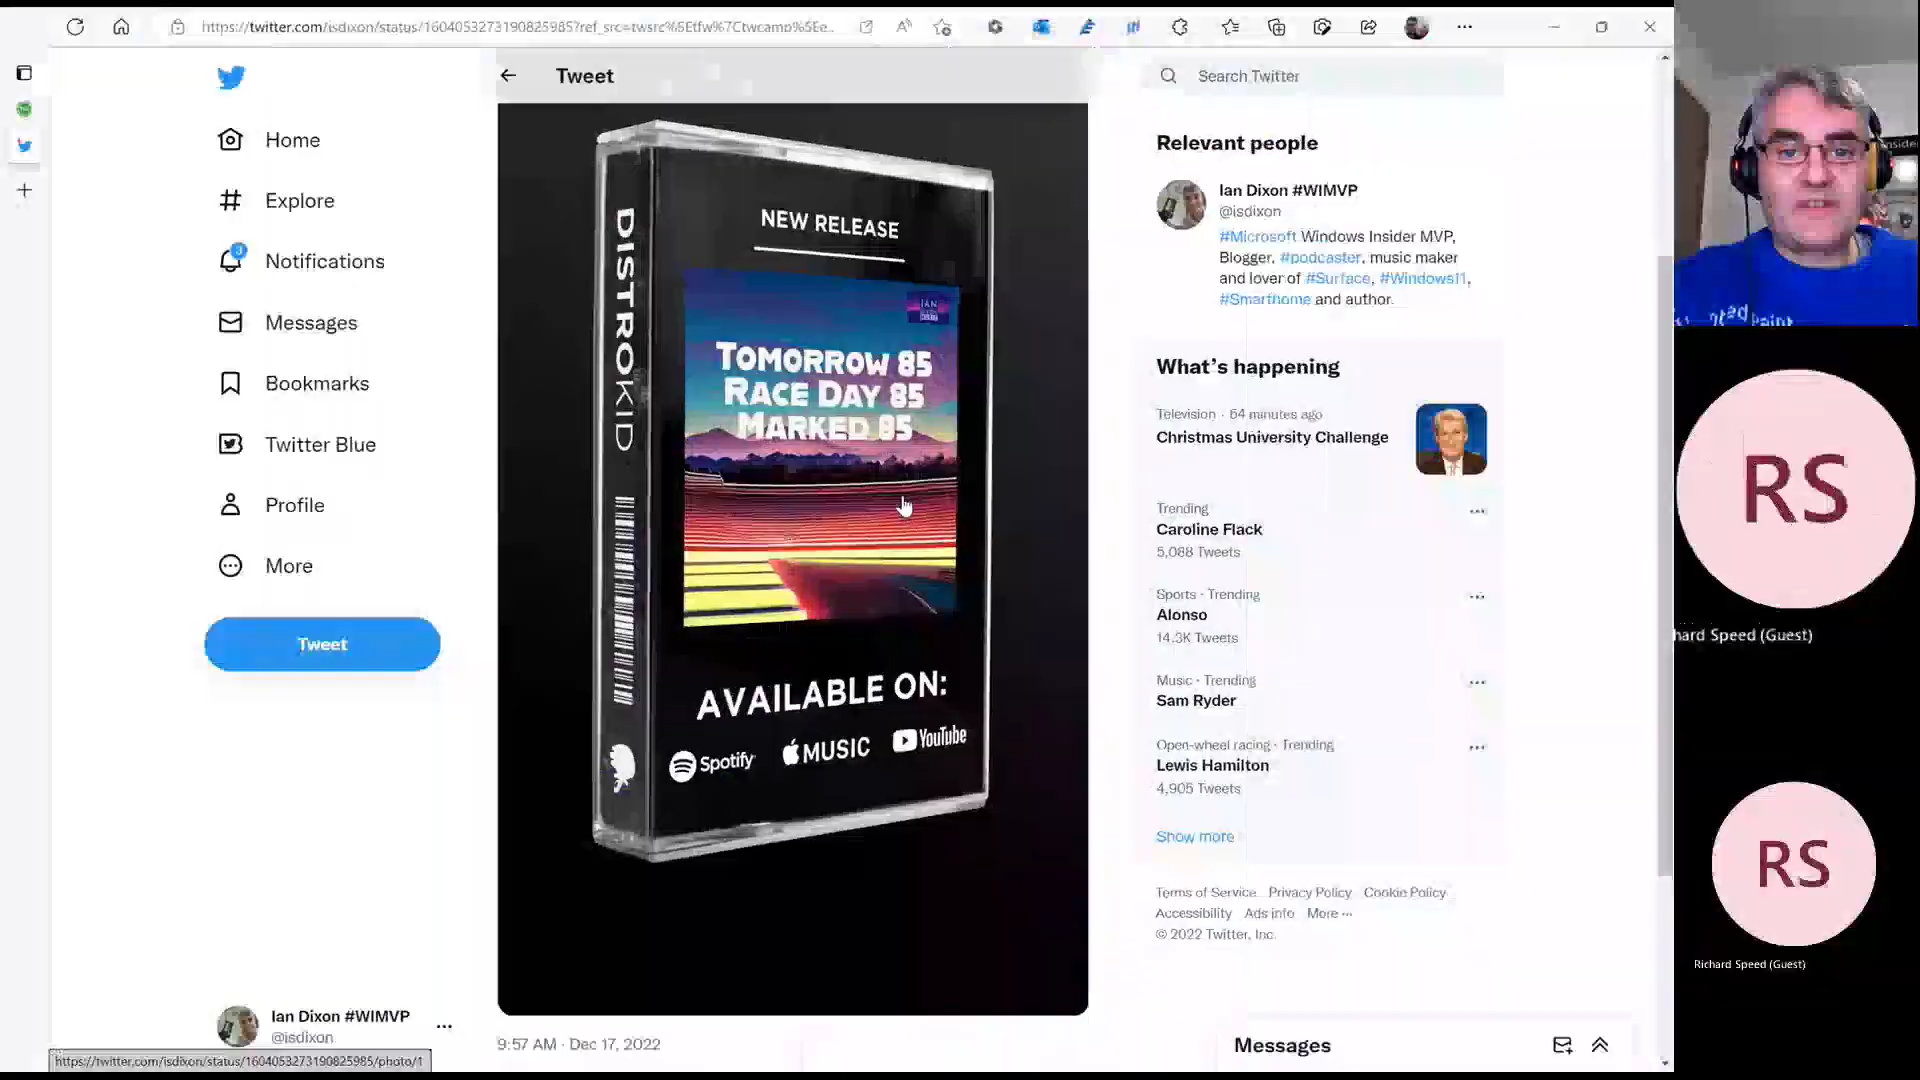 https://twitter.com/isdixon/status/1604053273190825985?ref_src=twsrc%5Etfw%7Ctwcamp%5Ee...
Home
Explore
3
Notifications
Messages
Bookmarks
Twitter Blue
Profile
More
Tweet
Ian Dixon #WIMVP
@isdixon
https://twitter.com/isdixon/status/1604053273190825985/photo/1
Tweet
DISTROKID
NEW RELEASE
IAN
TOMORROW 85
RACE DAY 85
MARKED 85
AVAILABLE ON:
Spotify
MUSIC
YouTube
9:57 AM · Dec 17, 2022
Search Twitter
Relevant people
Ian Dixon #WIMVP
@isdixon
#Microsoft Windows Insider MVP,
Blogger, #podcaster, music maker
and lover of #Surface, #Windows11,
#Smarthome and author.
What's happening
Television · 54 minutes ago
Christmas University Challenge
Trending
Caroline Flack
5,088 Tweets
Sports · Trending
Alonso
14.3K Tweets
Music · Trending
Sam Ryder
Open-wheel racing · Trending
Lewis Hamilton
4,905 Tweets
Show more
Terms of Service Privacy Policy Cookie Policy
Accessibility Ads info More ···
© 2022 Twitter, Inc.
Messages
RS
hard Speed (Guest)
RS
Richard Speed (Guest)